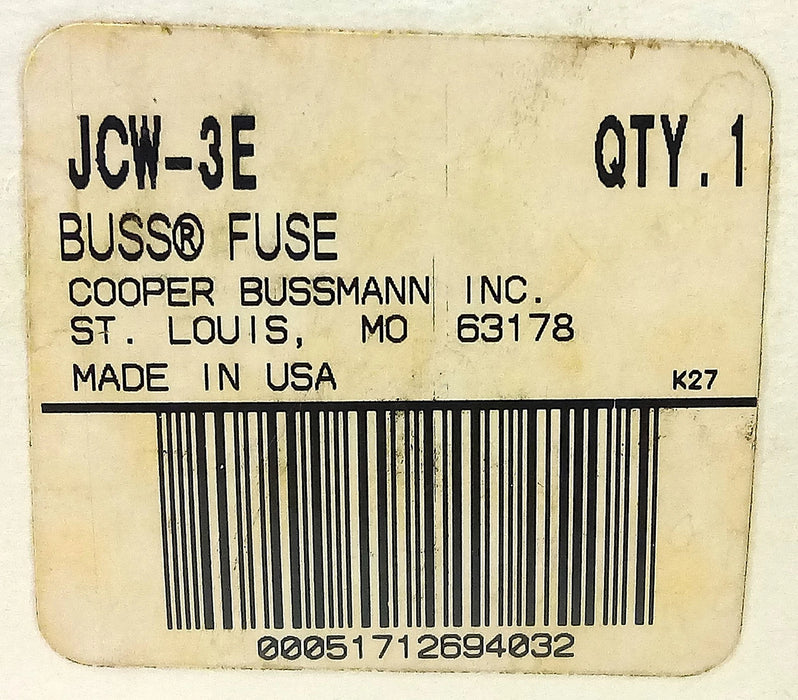 JCW-3E QTY.1
BUSS® FUSE
COOPER BUSSMANN INC.
ST. LOUIS, MO 63178
MADE IN USA K27
00051712694032